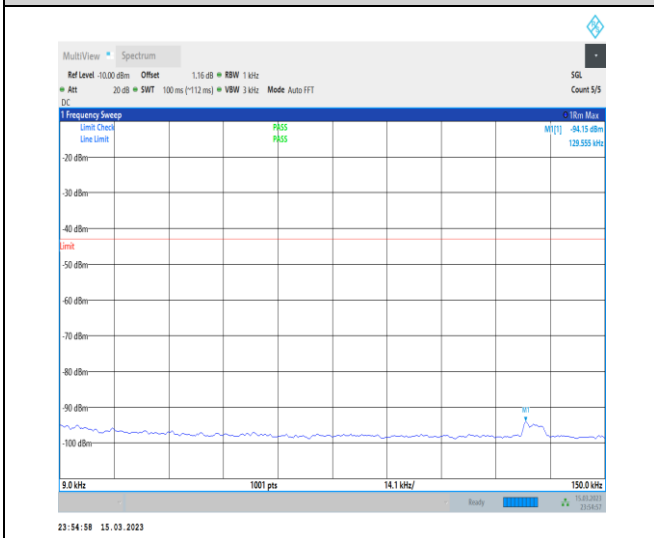 MultiView Spectrum
Ref Level -10.00 dBm Offset 1.16 dB RBW 1 kHz SGL
Att 20 dB SWT 100 ms (~112 ms) VBW 3 kHz Mode Auto FFT Count 5/5
DC
1 Frequency Sweep 1Rm Max
Limit Check PASS M1[1] -94.15 dBm
Line Limit PASS 129.555 kHz
-20 dBm
-30 dBm
-40 dBm
Limit
-50 dBm
-60 dBm
-70 dBm
-80 dBm
-90 dBm
M1
-100 dBm
9.0 kHz 1001 pts 14.1 kHz/ 150.0 kHz
Ready 15.03.2023
23:54:57
23:54:58 15.03.2023